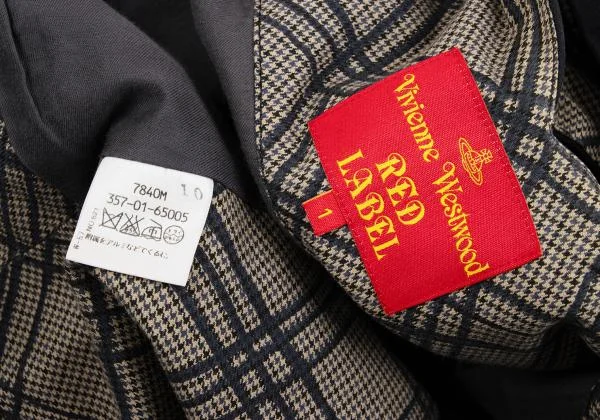 Vivienne Westwood
RED
LABEL
1
7840M
10
357-01-65005